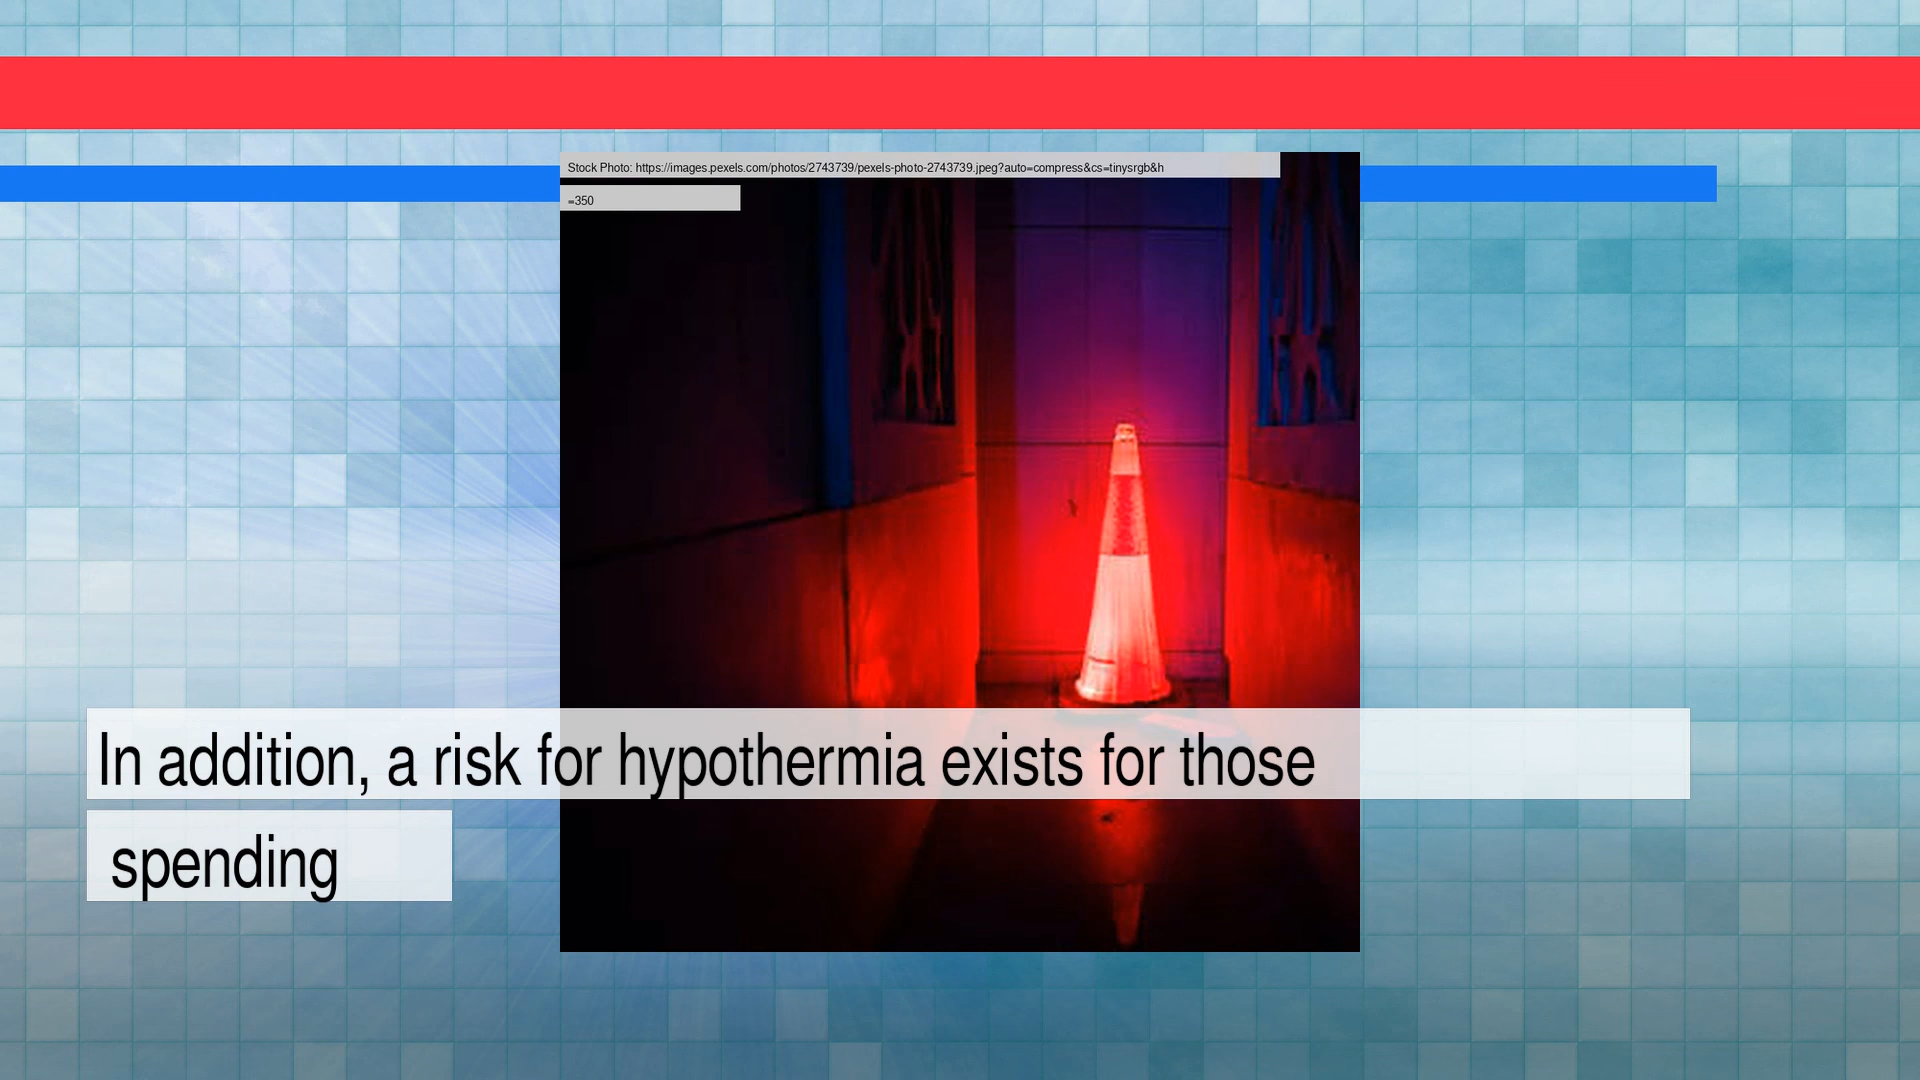 Stock Photo: https://images.pexels.com/photos/2743739/pexels-photo-2743739.jpeg?auto=compress&cs=tinysrgb&h
=350
In addition, a risk for hypothermia exists for those
spending